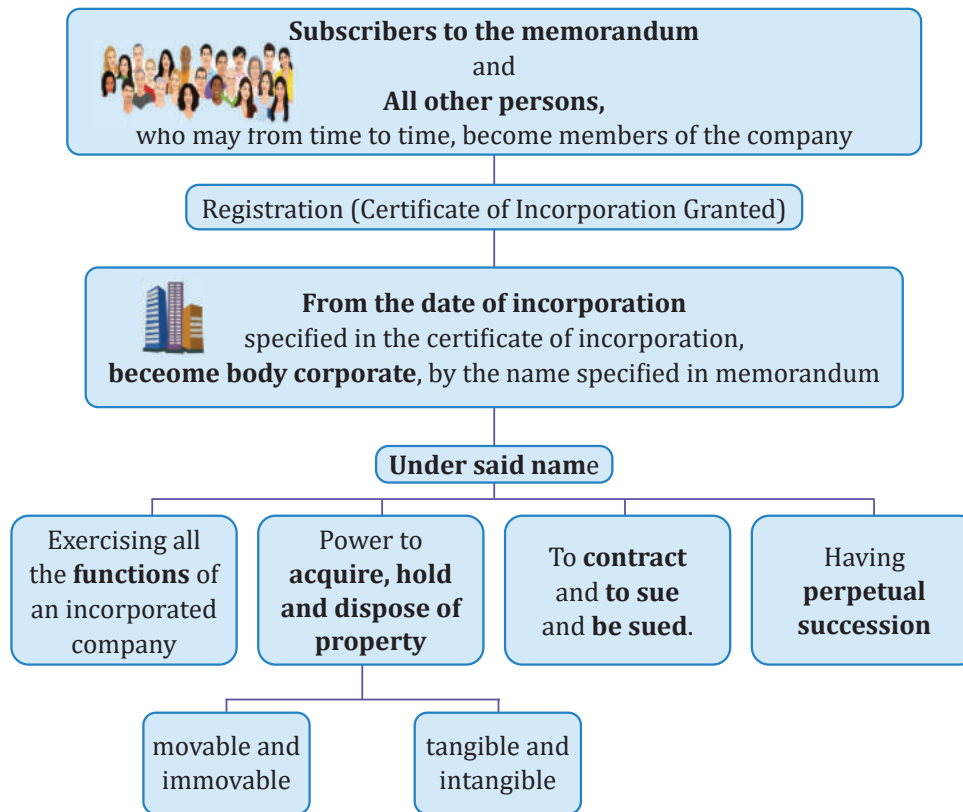 Subscribers to the memorandum
and
All other persons,
who may from time to time, become members of the company
Registration (Certificate of Incorporation Granted)
From the date of incorporation
specified in the certificate of incorporation,
beceome body corporate, by the name specified in memorandum
Under said name
Exercising all
the functions of
an incorporated
company
Power to
acquire, hold
and dispose of
property
To contract
and to sue
and be sued.
Having
perpetual
succession
movable and
immovable
tangible and
intangible